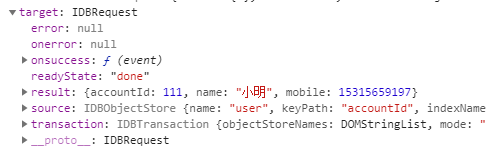 target: IDBRequest
error: null
onerror: null
onsuccess: ƒ (event)
readyState: "done"
result: {accountId: 111, name: "小明", mobile: 15315659197}
source: IDBObjectStore {name: "user", keyPath: "accountId", indexName
transaction: IDBTransaction {objectStoreNames: DOMStringList, mode: "
__proto__: IDBRequest